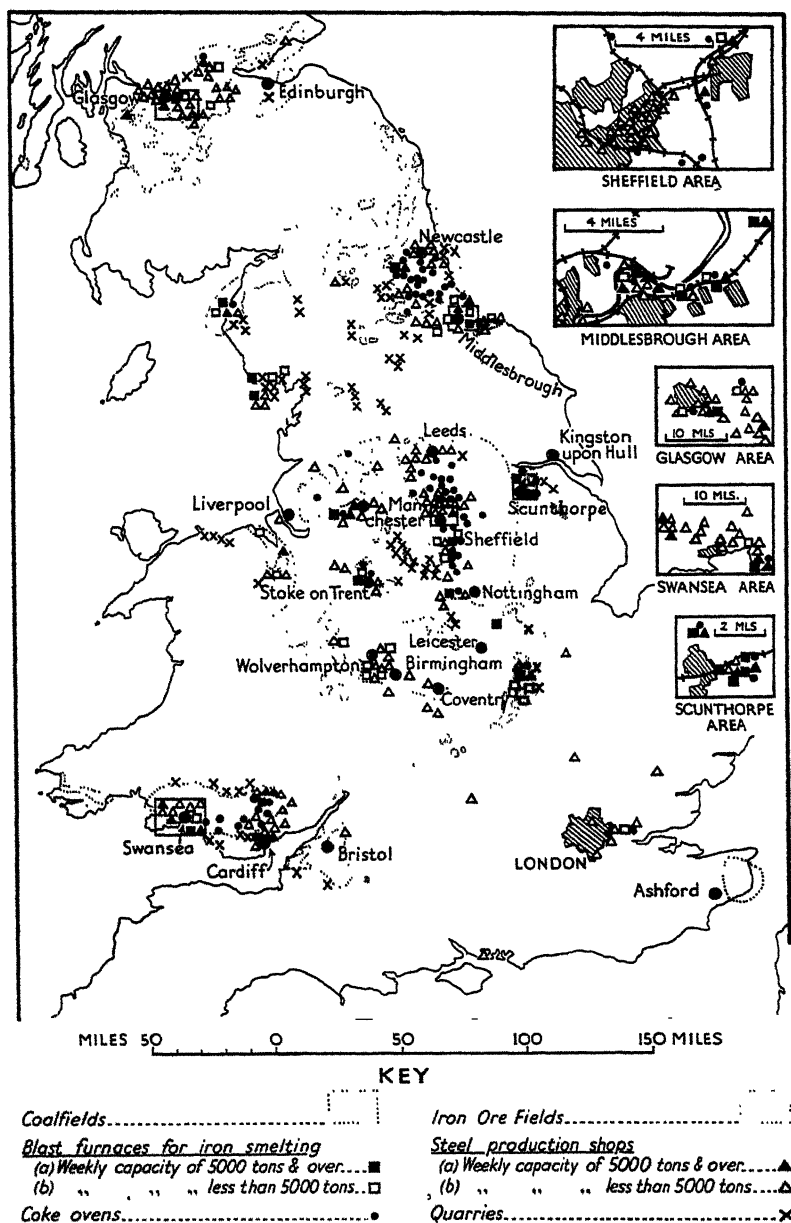 4 MILES
SHEFFIELD AREA
Glasgow
Edinburgh
4 MILES
MIDDLESBROUGH AREA
Newcastle
Middlesbrough
10 MLS
GLASGOW AREA
Leeds
Kingston
upon Hull
Liverpool
Man
chester
Scunthorpe
10 MLS.
SWANSEA AREA
Sheffield
Stoke on Trent
Nottingham
2 MLS
SCUNTHORPE
AREA
Leicester
Wolverhampton
Birmingham
Coventry
Swansea
Cardiff
Bristol
LONDON
Ashford
MILES 50 0 50 100 150 MILES
KEY
Coalfields
Iron Ore Fields
Blast furnaces for iron smelting
Steel production shops
(a) Weekly capacity of 5000 tons & over
(a) Weekly capacity of 5000 tons & over
(b) „ „ „ less than 5000 tons
(b) „ „ „ less than 5000 tons
Coke ovens
Quarries